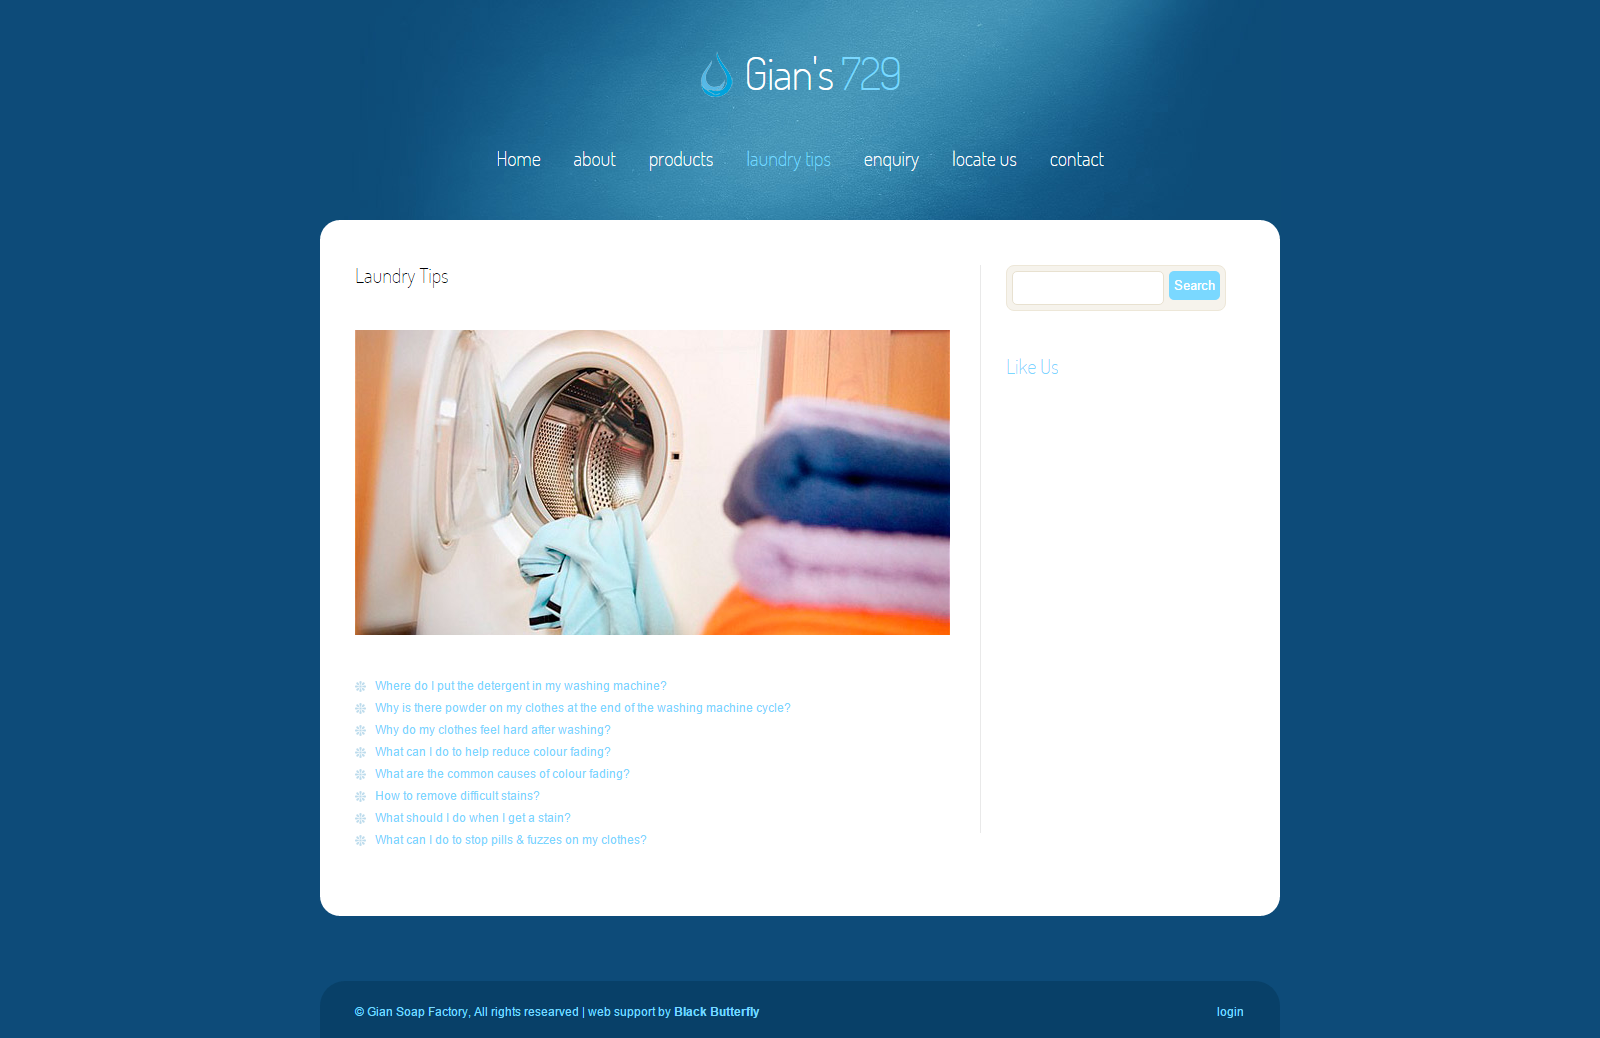 Gian's 729
Home about products laundry tips enquiry locate us contact
Laundry Tips
Search
Like Us
Where do I put the detergent in my washing machine?
Why is there powder on my clothes at the end of the washing machine cycle?
Why do my clothes feel hard after washing?
What can I do to help reduce colour fading?
What are the common causes of colour fading?
How to remove difficult stains?
What should I do when I get a stain?
What can I do to stop pills & fuzzes on my clothes?
© Gian Soap Factory, All rights researved | web support by Black Butterfly
login